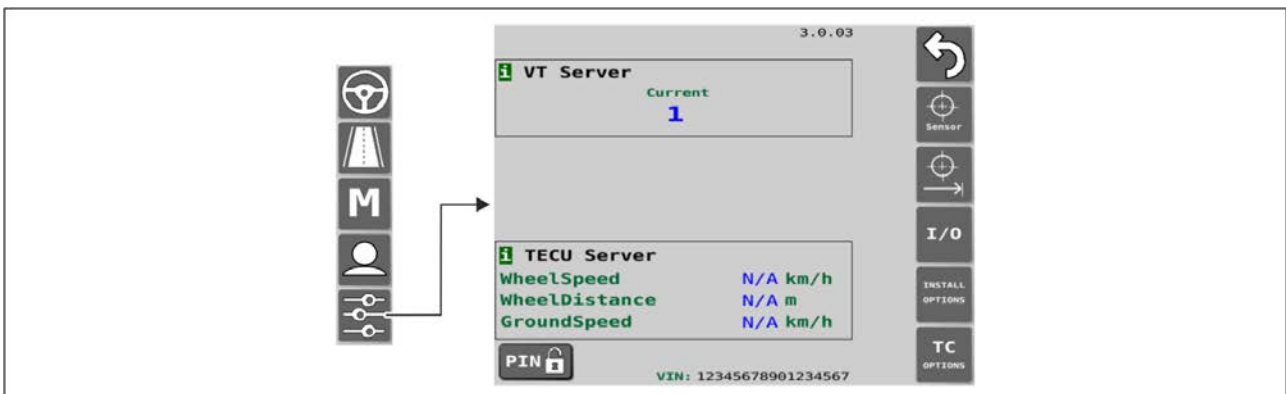 3.0.03
i VT Server
Current
1
M
i TECU Server
WheelSpeed N/A km/h
WheelDistance N/A m
GroundSpeed N/A km/h
PIN
VIN: 12345678901234567
Sensor
I/O
INSTALL
OPTIONS
TC
OPTIONS